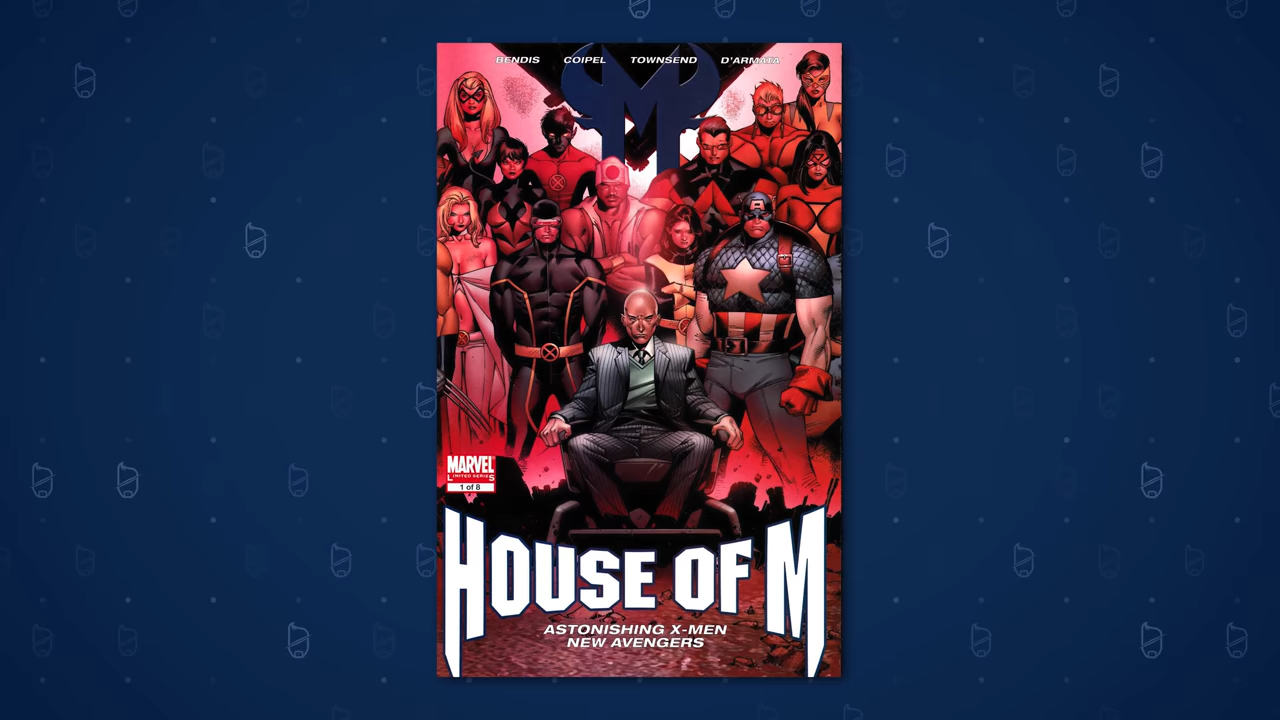 BENDIS COIPEL TOWNSEND D'ARMATA
M
MARVEL
LIMITED SERIES
1 of 8
HOUSE OF M
ASTONISHING X-MEN
NEW AVENGERS